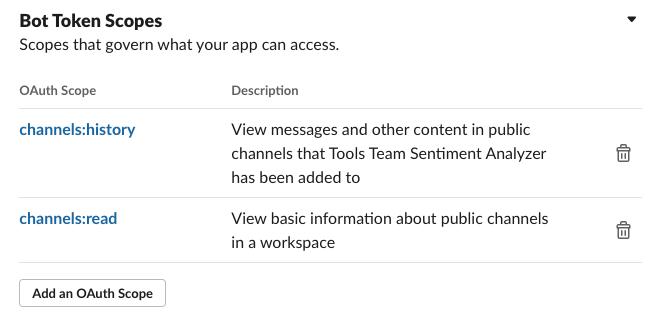 Bot Token Scopes
Scopes that govern what your app can access.
OAuth Scope Description
channels:history View messages and other content in public
channels that Tools Team Sentiment Analyzer
has been added to
channels:read View basic information about public channels
in a workspace
Add an OAuth Scope